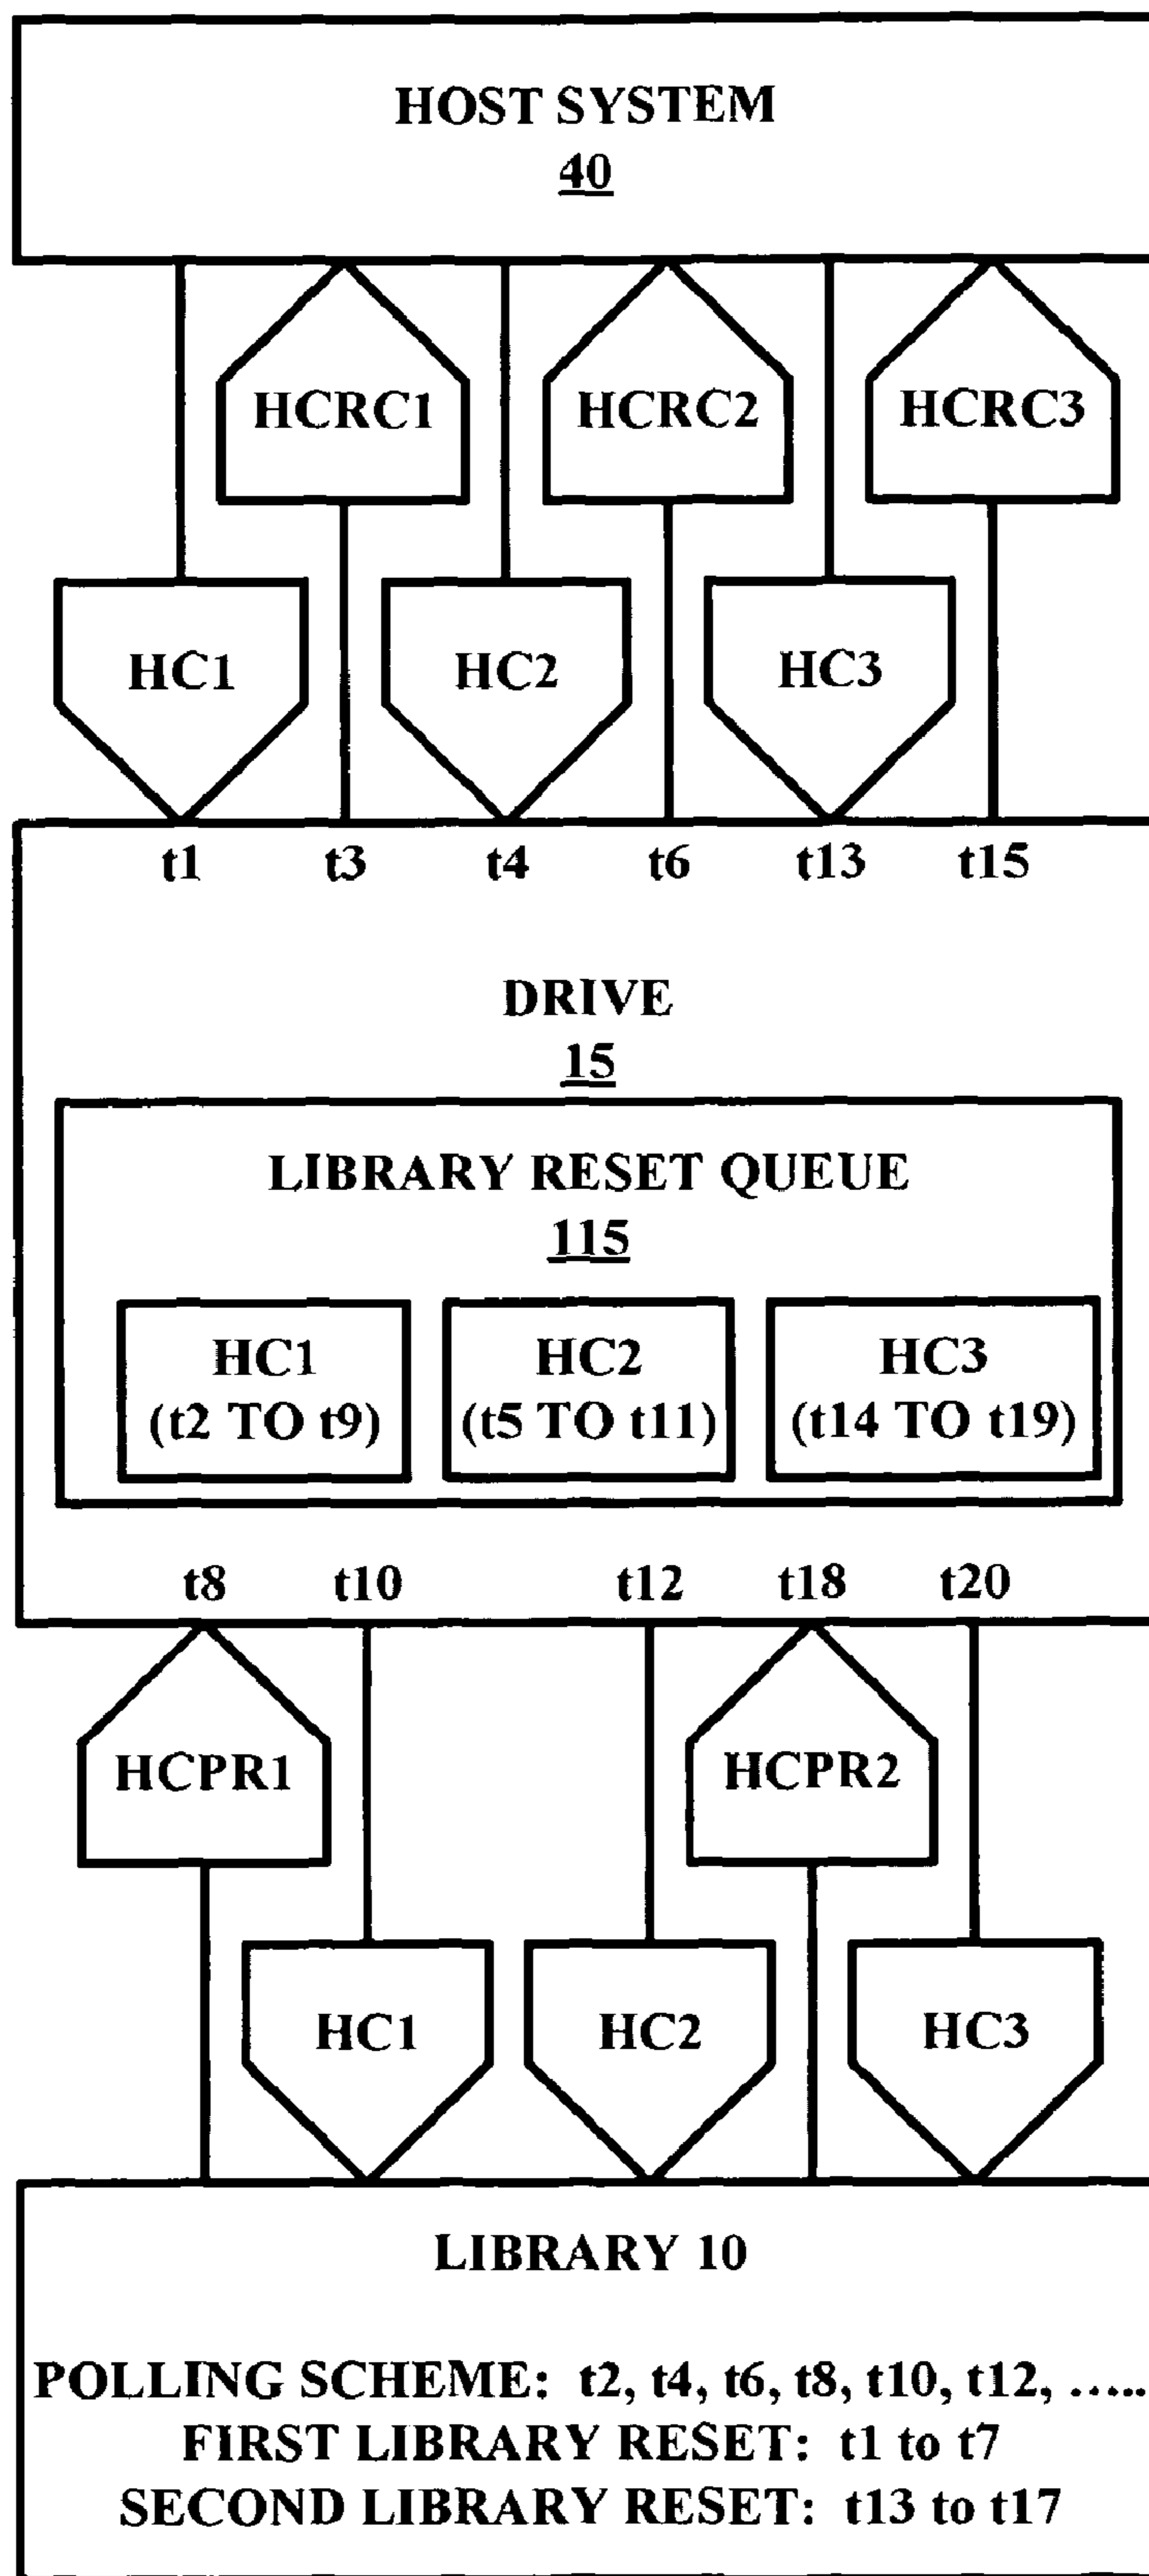 HOST SYSTEM
40
HCRC1 HCRC2 HCRC3
HC1 HC2 HC3
t1 t3 t4 t6 t13 t15
DRIVE
15
LIBRARY RESET QUEUE
115
HC1 HC2 HC3
(t2 TO t9) (t5 TO t11) (t14 TO t19)
t8 t10 t12 t18 t20
HCPR1 HCPR2
HC1 HC2 HC3
LIBRARY 10
POLLING SCHEME: t2, t4, t6, t8, t10, t12, …..
FIRST LIBRARY RESET: t1 to t7
SECOND LIBRARY RESET: t13 to t17